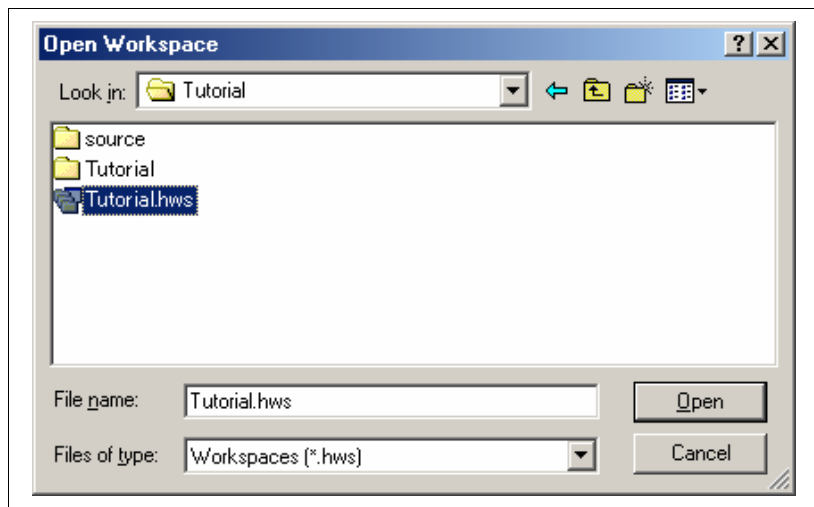 Open Workspace
Look in: Tutorial
source
Tutorial
Tutorial.hws
File name: Tutorial.hws Open
Files of type: Workspaces (*.hws) Cancel